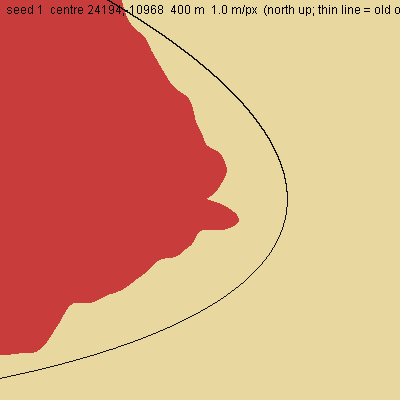 seed 1  centre 24194,-10968  400 m  1.0 m/px  (north up; thin line = old o